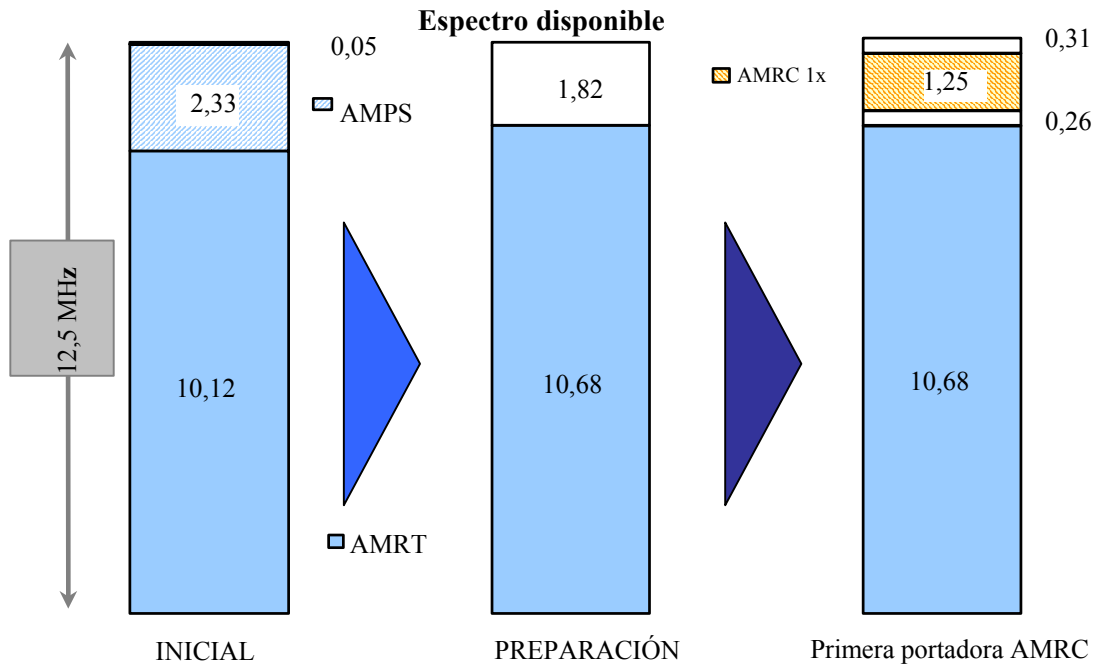 Espectro disponible
0,05
0,31
2,33
AMPS
1,82
AMRC 1x
1,25
0,26
12,5 MHz
10,12
10,68
10,68
AMRT
INICIAL
PREPARACIÓN
Primera portadora AMRC